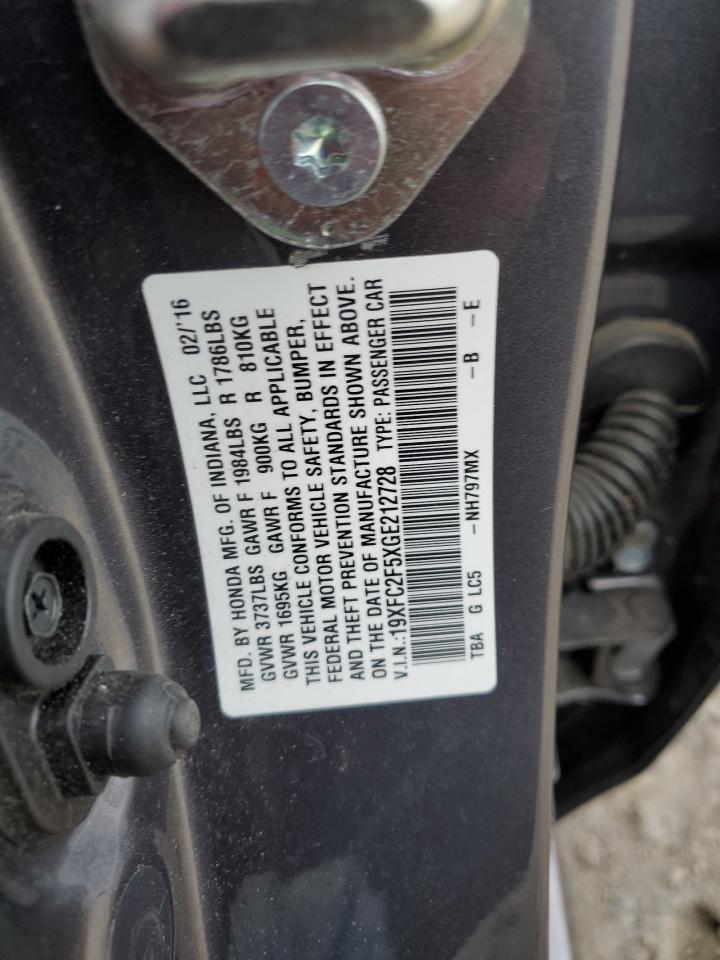 MFD. BY HONDA MFG. OF INDIANA, LLC 02/'16
GVWR 3737LBS GAWR F 1984LBS R 1786LBS
GVWR 1695KG GAWR F 900KG R 810KG
THIS VEHICLE CONFORMS TO ALL APPLICABLE
FEDERAL MOTOR VEHICLE SAFETY, BUMPER,
AND THEFT PREVENTION STANDARDS IN EFFECT
ON THE DATE OF MANUFACTURE SHOWN ABOVE.
V.I.N.:19XFC2F5XGE212728 TYPE: PASSENGER CAR
TBA G LC5 -NH797MX -B -E